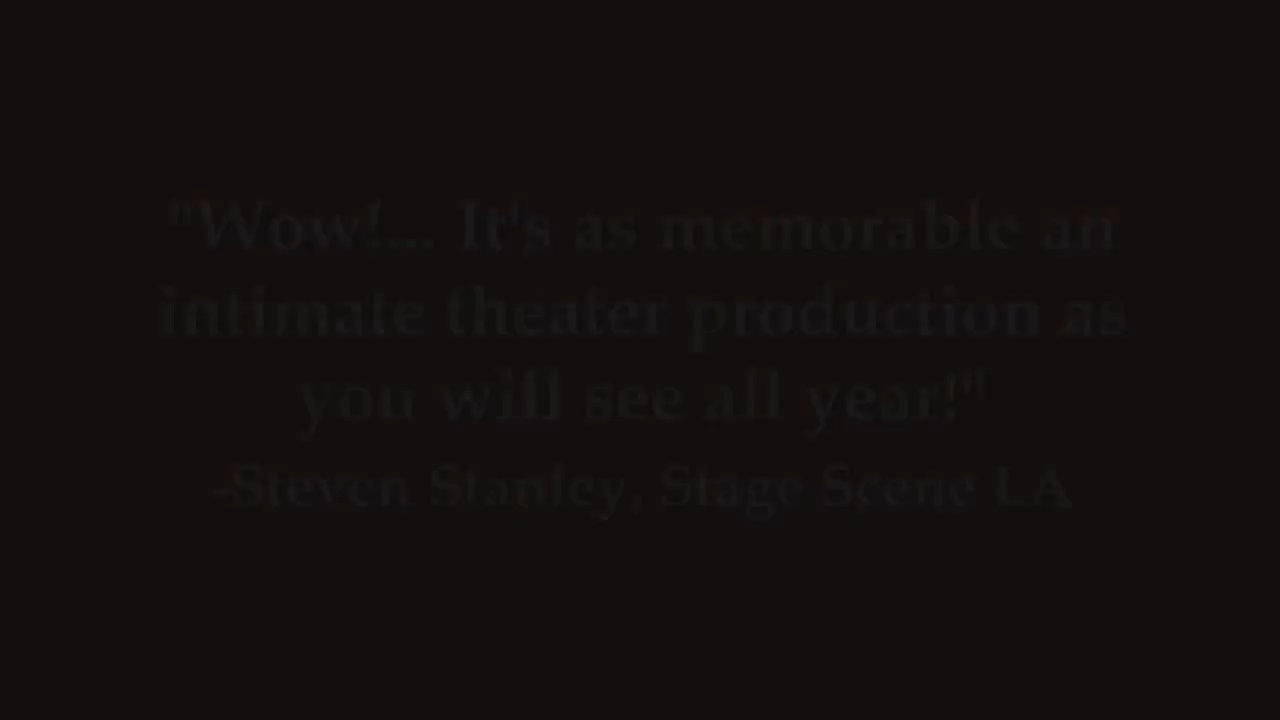 "Wow!... It's as memorable an
intimate theater production as
you will see all year!"
-Steven Stanley, Stage Scene LA